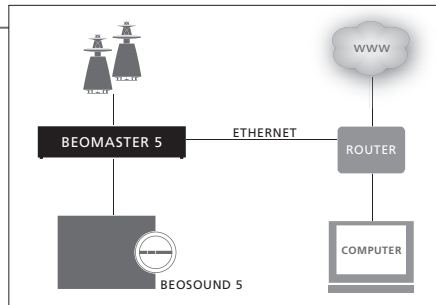 WWW
ETHERNET
BEOMASTER 5
ROUTER
COMPUTER
BEOSOUND 5